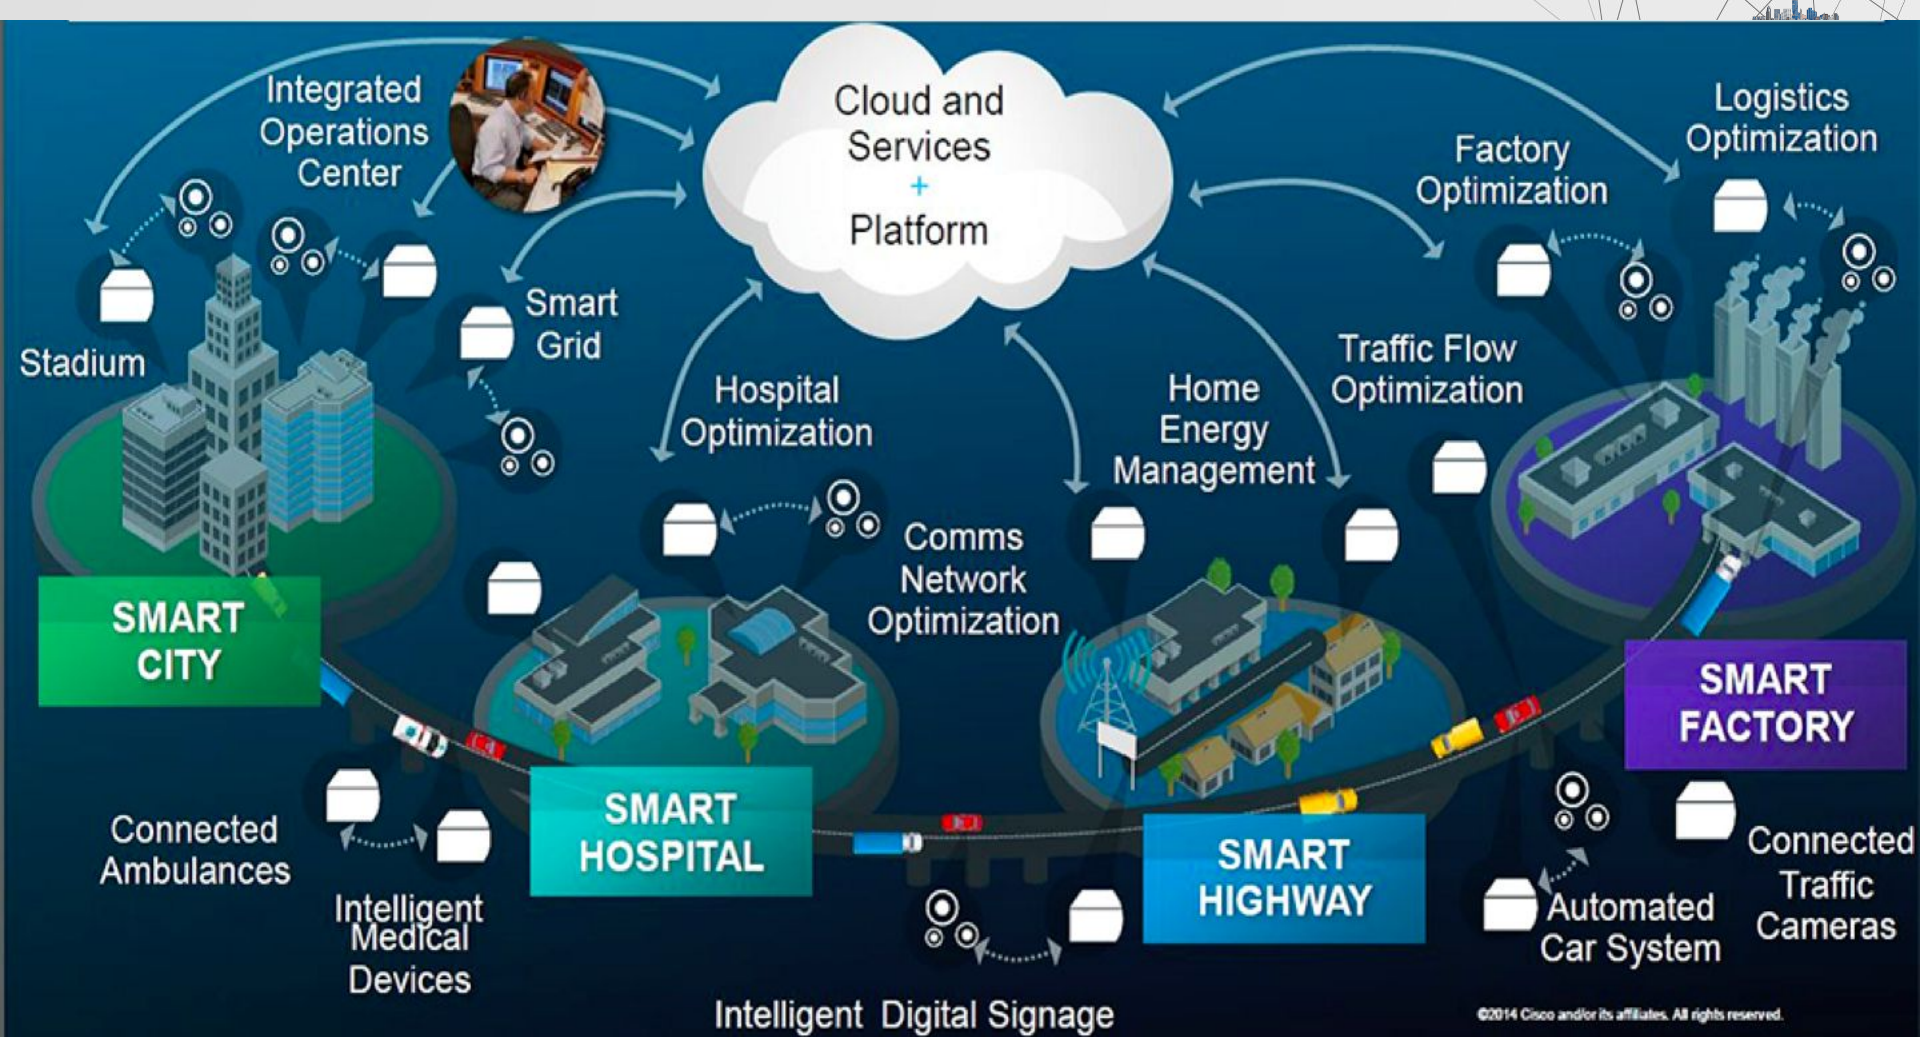 Cloud and
Services
+
Platform
Integrated
Operations
Center
Logistics
Optimization
Factory
Optimization
Stadium
Smart
Grid
Hospital
Optimization
Home
Energy
Management
Traffic Flow
Optimization
Comms
Network
Optimization
SMART
CITY
SMART
HOSPITAL
SMART
HIGHWAY
SMART
FACTORY
Connected
Ambulances
Intelligent
Medical
Devices
Intelligent Digital Signage
Automated
Car System
Connected
Traffic
Cameras
©2014 Cisco and/or its affiliates. All rights reserved.